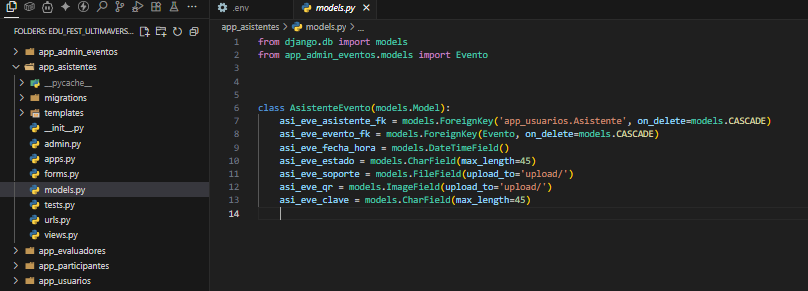 FOLDERS: EDU_FEST_ULTIMAVERS...
app_admin_eventos
app_asistentes
__pycache__
migrations
templates
__init__.py
admin.py
apps.py
forms.py
models.py
tests.py
urls.py
views.py
app_evaluadores
app_participantes
app_usuarios
.env
models.py
app_asistentes > models.py > ...
1 from django.db import models
2 from app_admin_eventos.models import Evento
3
4
5
6 class AsistenteEvento(models.Model):
7     asi_eve_asistente_fk = models.ForeignKey('app_usuarios.Asistente', on_delete=models.CASCADE)
8     asi_eve_evento_fk = models.ForeignKey(Evento, on_delete=models.CASCADE)
9     asi_eve_fecha_hora = models.DateTimeField()
10     asi_eve_estado = models.CharField(max_length=45)
11     asi_eve_soporte = models.FileField(upload_to='upload/')
12     asi_eve_qr = models.ImageField(upload_to='upload/')
13     asi_eve_clave = models.CharField(max_length=45)
14